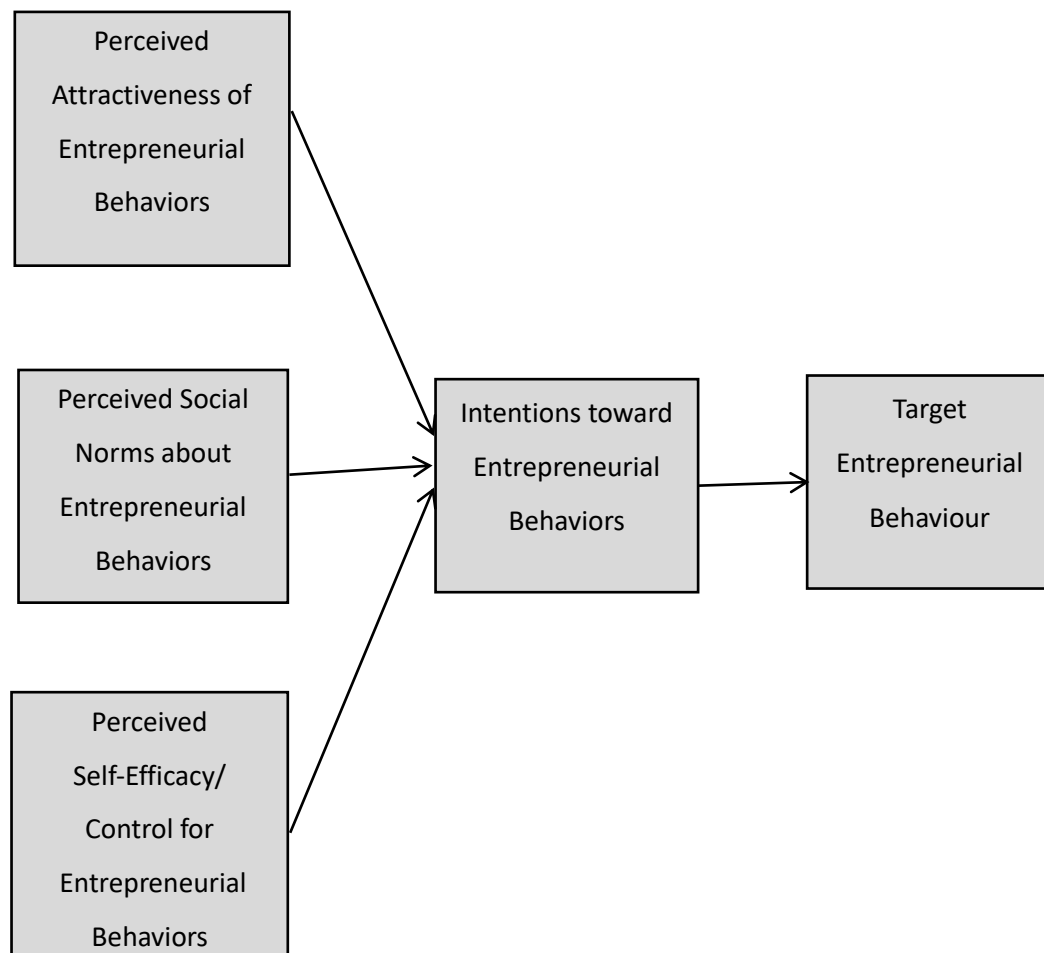 Perceived
Attractiveness of
Entrepreneurial
Behaviors
Perceived Social
Norms about
Entrepreneurial
Behaviors
Perceived
Self-Efficacy/
Control for
Entrepreneurial
Behaviors
Intentions toward
Entrepreneurial
Behaviors
Target
Entrepreneurial
Behaviour